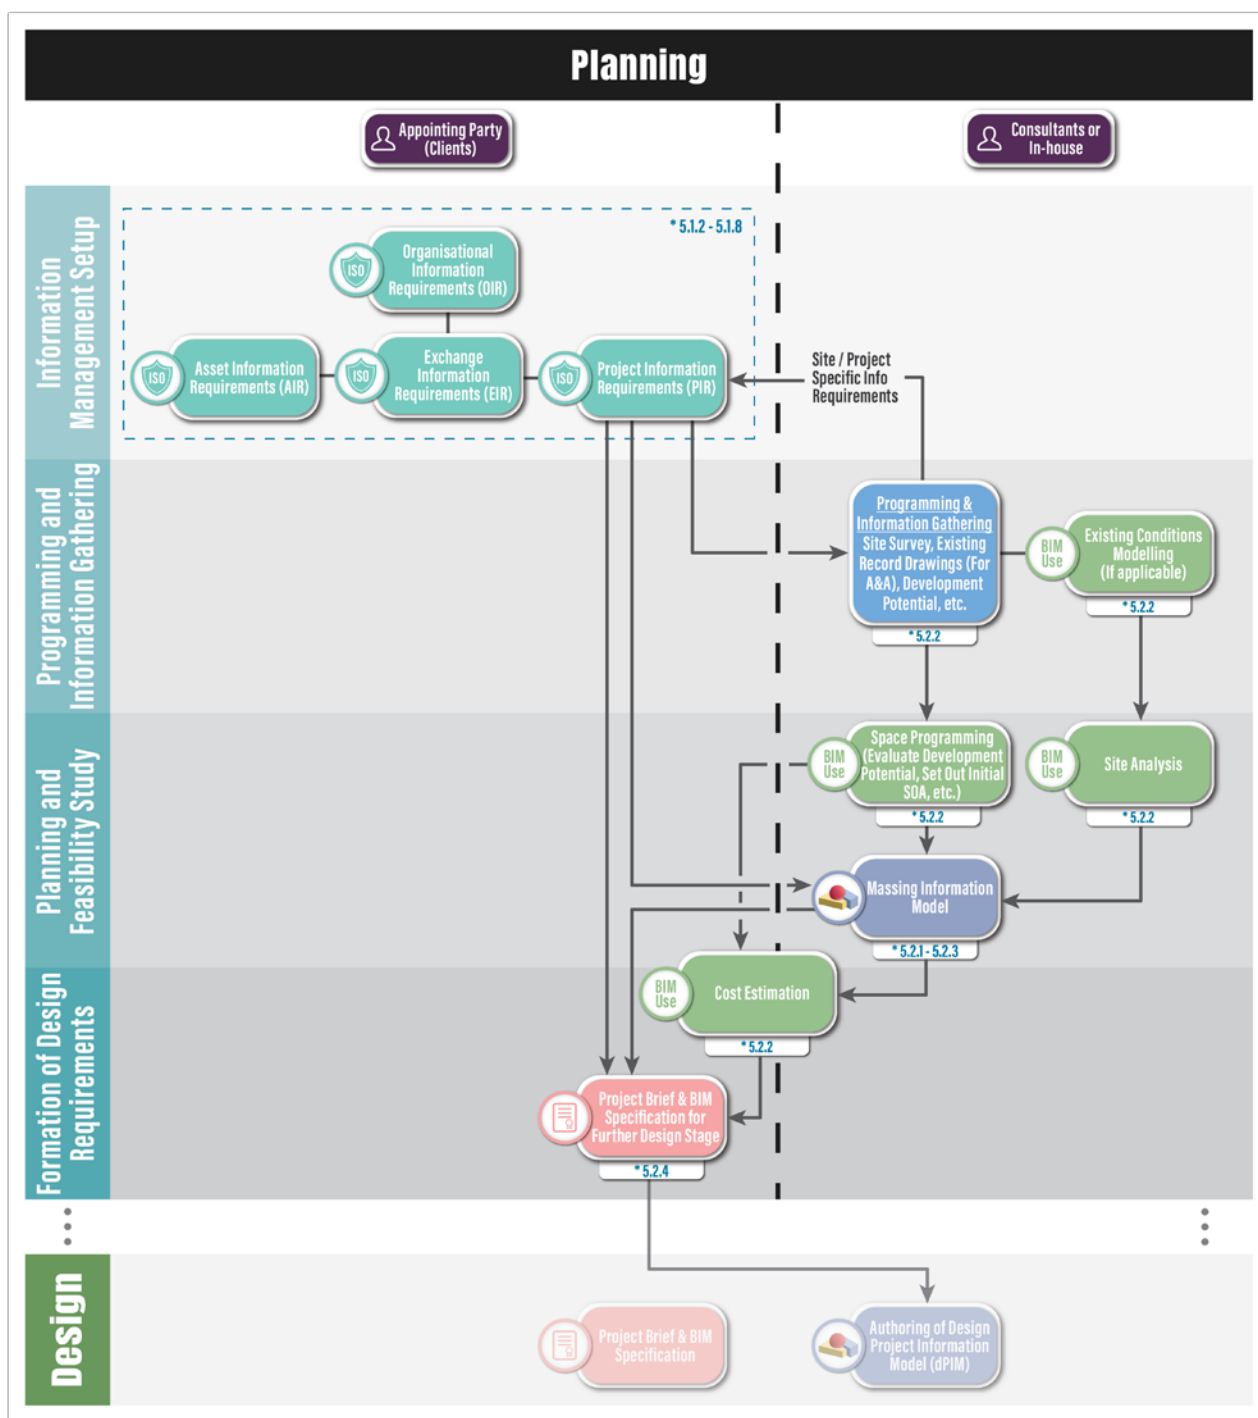 Planning
Appointing Party
(Clients)
Consultants or
In-house
Information
Management Setup
* 5.1.2 - 5.1.8
ISO
Organisational
Information
Requirements (OIR)
ISO
Asset Information
Requirements (AIR)
ISO
Exchange
Information
Requirements (EIR)
ISO
Project Information
Requirements (PIR)
Site / Project
Specific Info
Requirements
Programming and
Information Gathering
Programming &
Information Gathering
Site Survey, Existing
Record Drawings (For
A&A), Development
Potential, etc.
* 5.2.2
BIM
Use
Existing Conditions
Modelling
(If applicable)
* 5.2.2
Planning and
Feasibility Study
BIM
Use
Space Programming
(Evaluate Development
Potential, Set Out Initial
SOA, etc.)
* 5.2.2
BIM
Use
Site Analysis
* 5.2.2
Massing Information
Model
* 5.2.1 - 5.2.3
Formation of Design
Requirements
BIM
Use
Cost Estimation
* 5.2.2
Project Brief & BIM
Specification for
Further Design Stage
* 5.2.4
Design
Project Brief & BIM
Specification
Authoring of Design
Project Information
Model (dPIM)